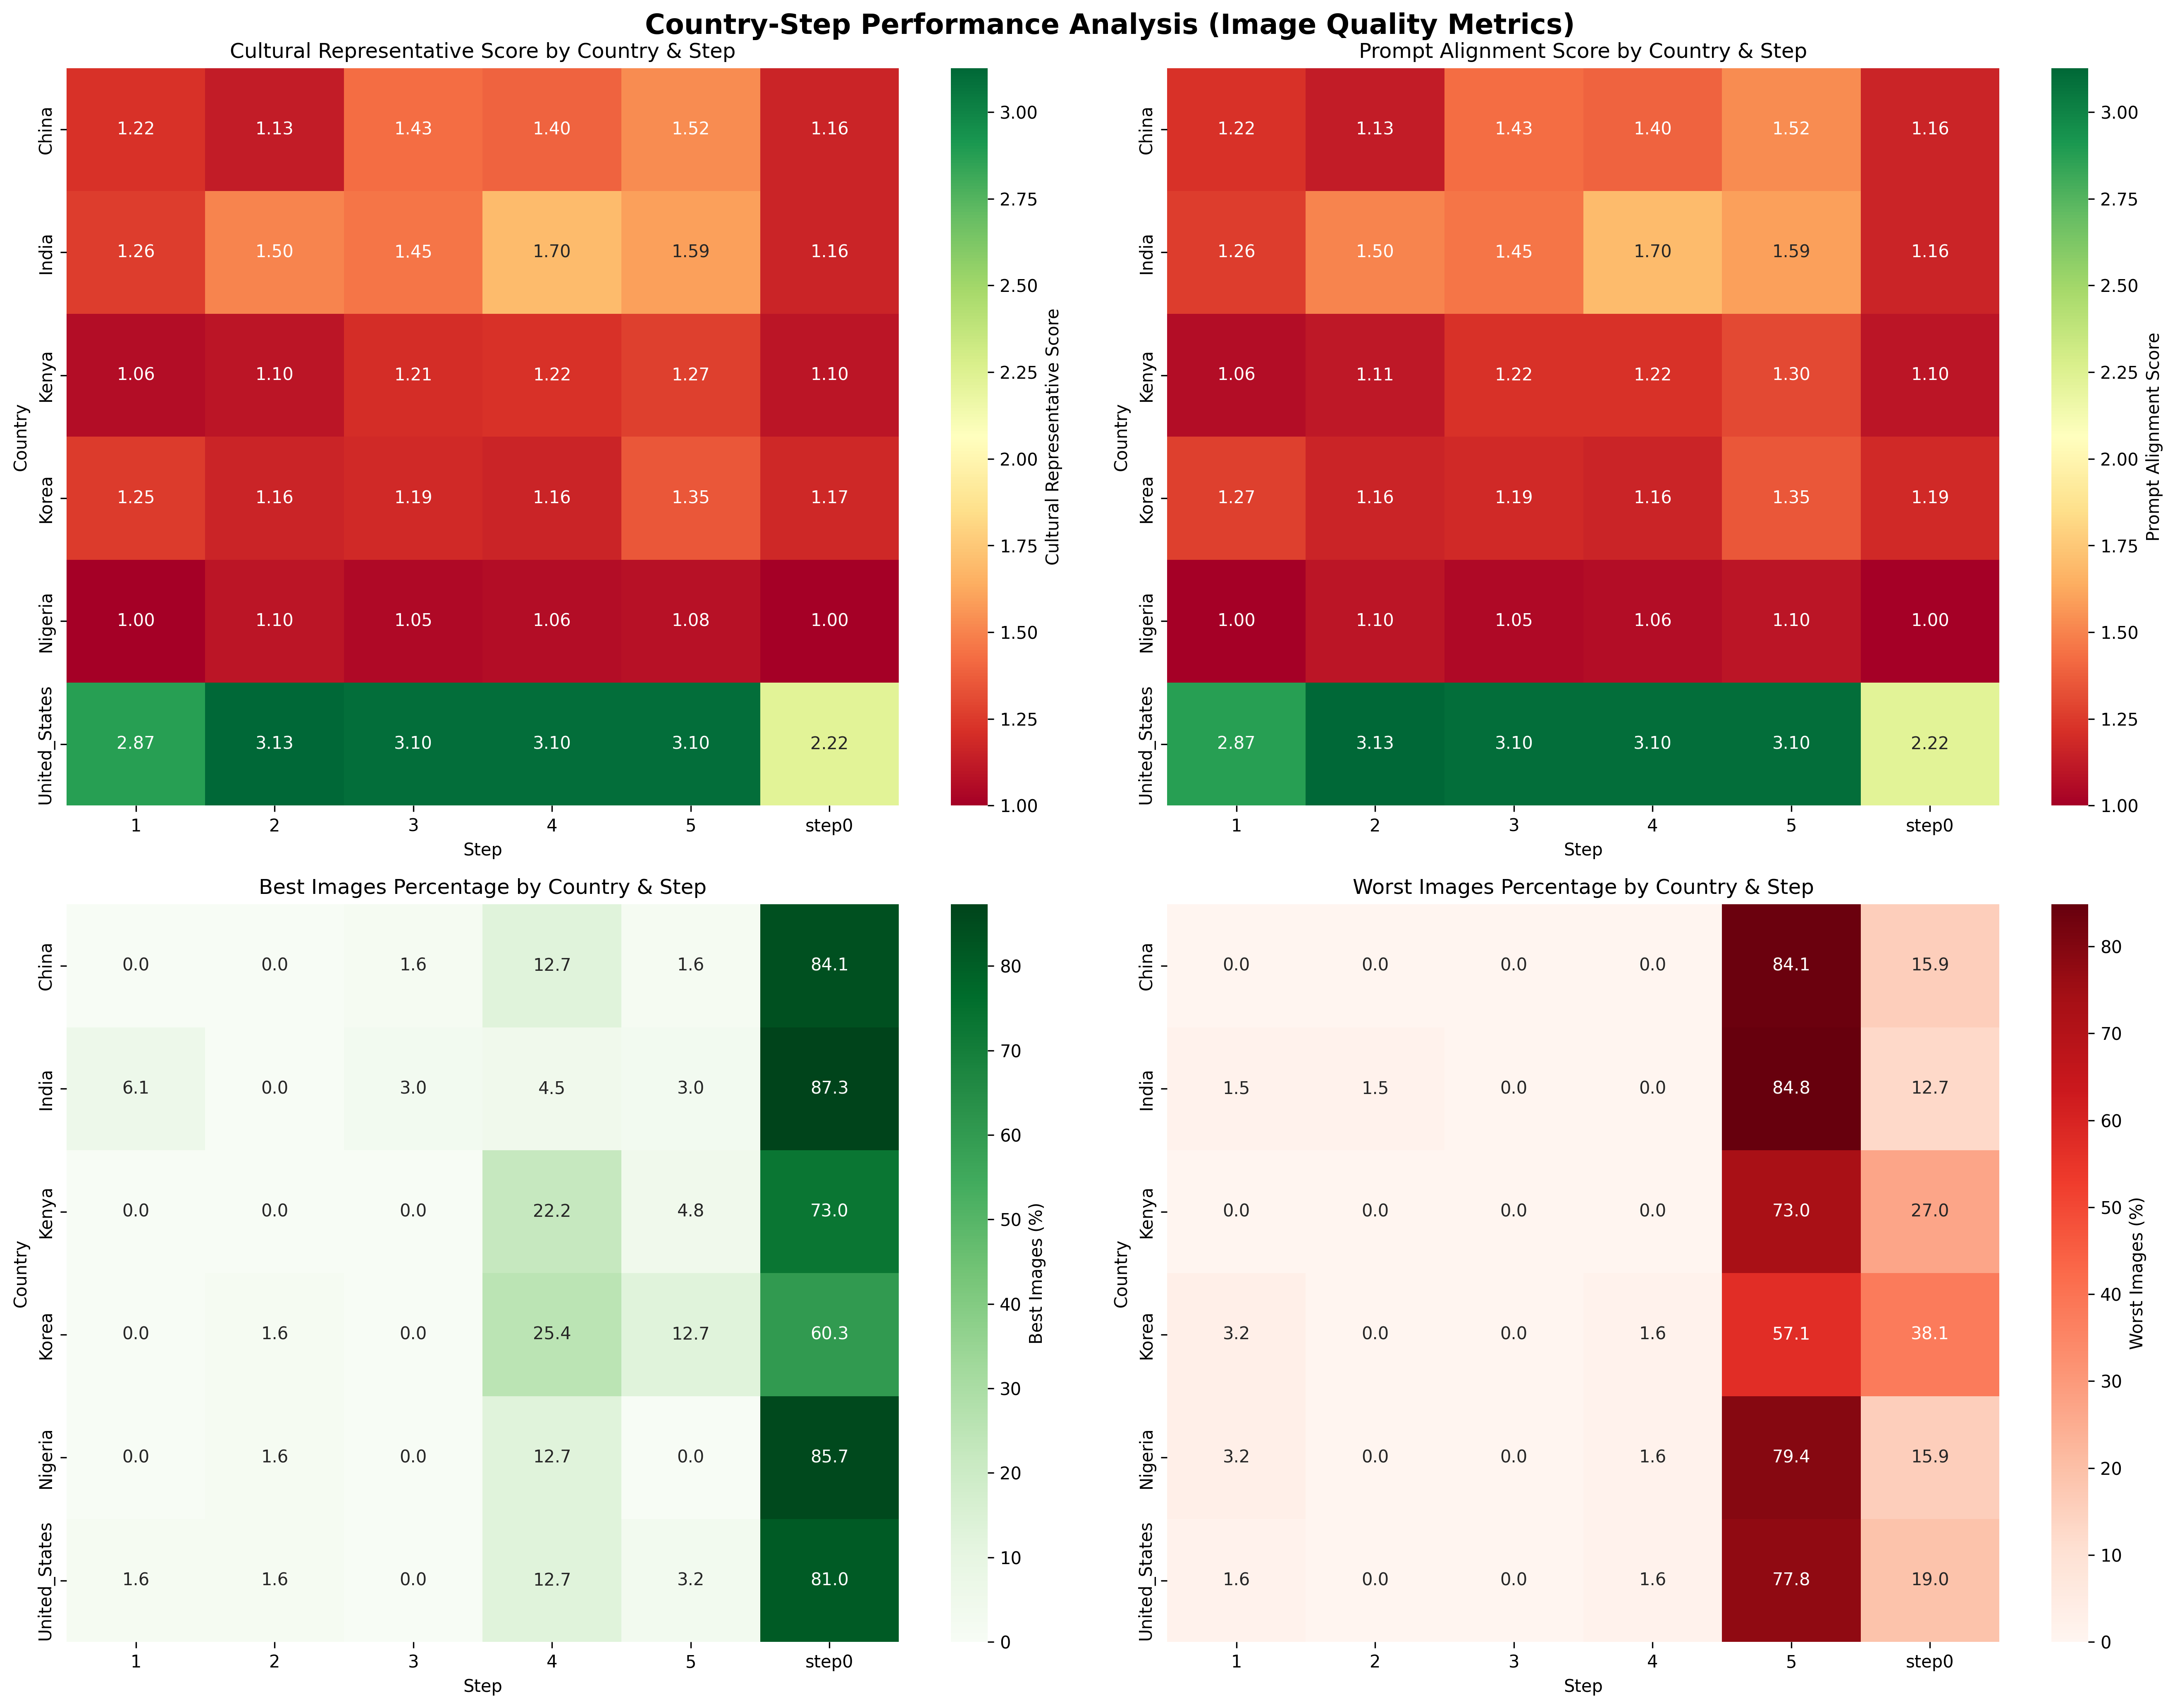 Country-Step Performance Analysis (Image Quality Metrics)
Cultural Representative Score by Country & Step
China 1.22 1.13 1.43 1.40 1.52 1.16
India 1.26 1.50 1.45 1.70 1.59 1.16
Kenya 1.06 1.10 1.21 1.22 1.27 1.10
Korea 1.25 1.16 1.19 1.16 1.35 1.17
Nigeria 1.00 1.10 1.05 1.06 1.08 1.00
United_States 2.87 3.13 3.10 3.10 3.10 2.22
1 2 3 4 5 step0
Step
Country
3.00
2.75
2.50
2.25
2.00
1.75
1.50
1.25
1.00
Cultural Representative Score
Prompt Alignment Score by Country & Step
China 1.22 1.13 1.43 1.40 1.52 1.16
India 1.26 1.50 1.45 1.70 1.59 1.16
Kenya 1.06 1.11 1.22 1.22 1.30 1.10
Korea 1.27 1.16 1.19 1.16 1.35 1.19
Nigeria 1.00 1.10 1.05 1.06 1.10 1.00
United_States 2.87 3.13 3.10 3.10 3.10 2.22
1 2 3 4 5 step0
Step
Country
3.00
2.75
2.50
2.25
2.00
1.75
1.50
1.25
1.00
Prompt Alignment Score
Best Images Percentage by Country & Step
China 0.0 0.0 1.6 12.7 1.6 84.1
India 6.1 0.0 3.0 4.5 3.0 87.3
Kenya 0.0 0.0 0.0 22.2 4.8 73.0
Korea 0.0 1.6 0.0 25.4 12.7 60.3
Nigeria 0.0 1.6 0.0 12.7 0.0 85.7
United_States 1.6 1.6 0.0 12.7 3.2 81.0
1 2 3 4 5 step0
Step
Country
80
70
60
50
40
30
20
10
0
Best Images (%)
Worst Images Percentage by Country & Step
China 0.0 0.0 0.0 0.0 84.1 15.9
India 1.5 1.5 0.0 0.0 84.8 12.7
Kenya 0.0 0.0 0.0 0.0 73.0 27.0
Korea 3.2 0.0 0.0 1.6 57.1 38.1
Nigeria 3.2 0.0 0.0 1.6 79.4 15.9
United_States 1.6 0.0 0.0 1.6 77.8 19.0
1 2 3 4 5 step0
Step
Country
80
70
60
50
40
30
20
10
0
Worst Images (%)